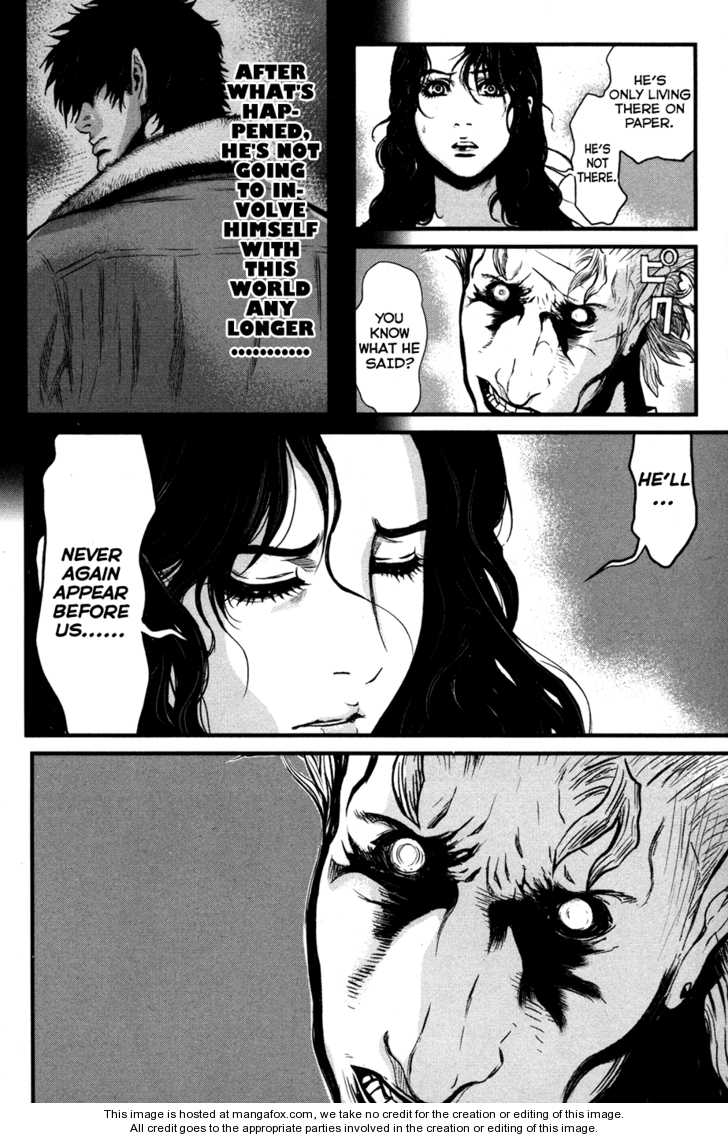 HE'S
ONLY LIVING
THERE ON
PAPER.
HE'S
NOT
THERE.
AFTER
WHAT'S
HAP-
PENED,
HE'S NOT
GOING
TO IN-
VOLVE
HIMSELF
WITH
THIS
WORLD
ANY
LONGER
............
ピク
YOU
KNOW
WHAT HE
SAID?
HE'LL
...
NEVER
AGAIN
APPEAR
BEFORE
US......
This image is hosted at mangafox.com, we take no credit for the creation or editing of this image.
All credit goes to the appropriate parties involved in the creation or editing of this image.